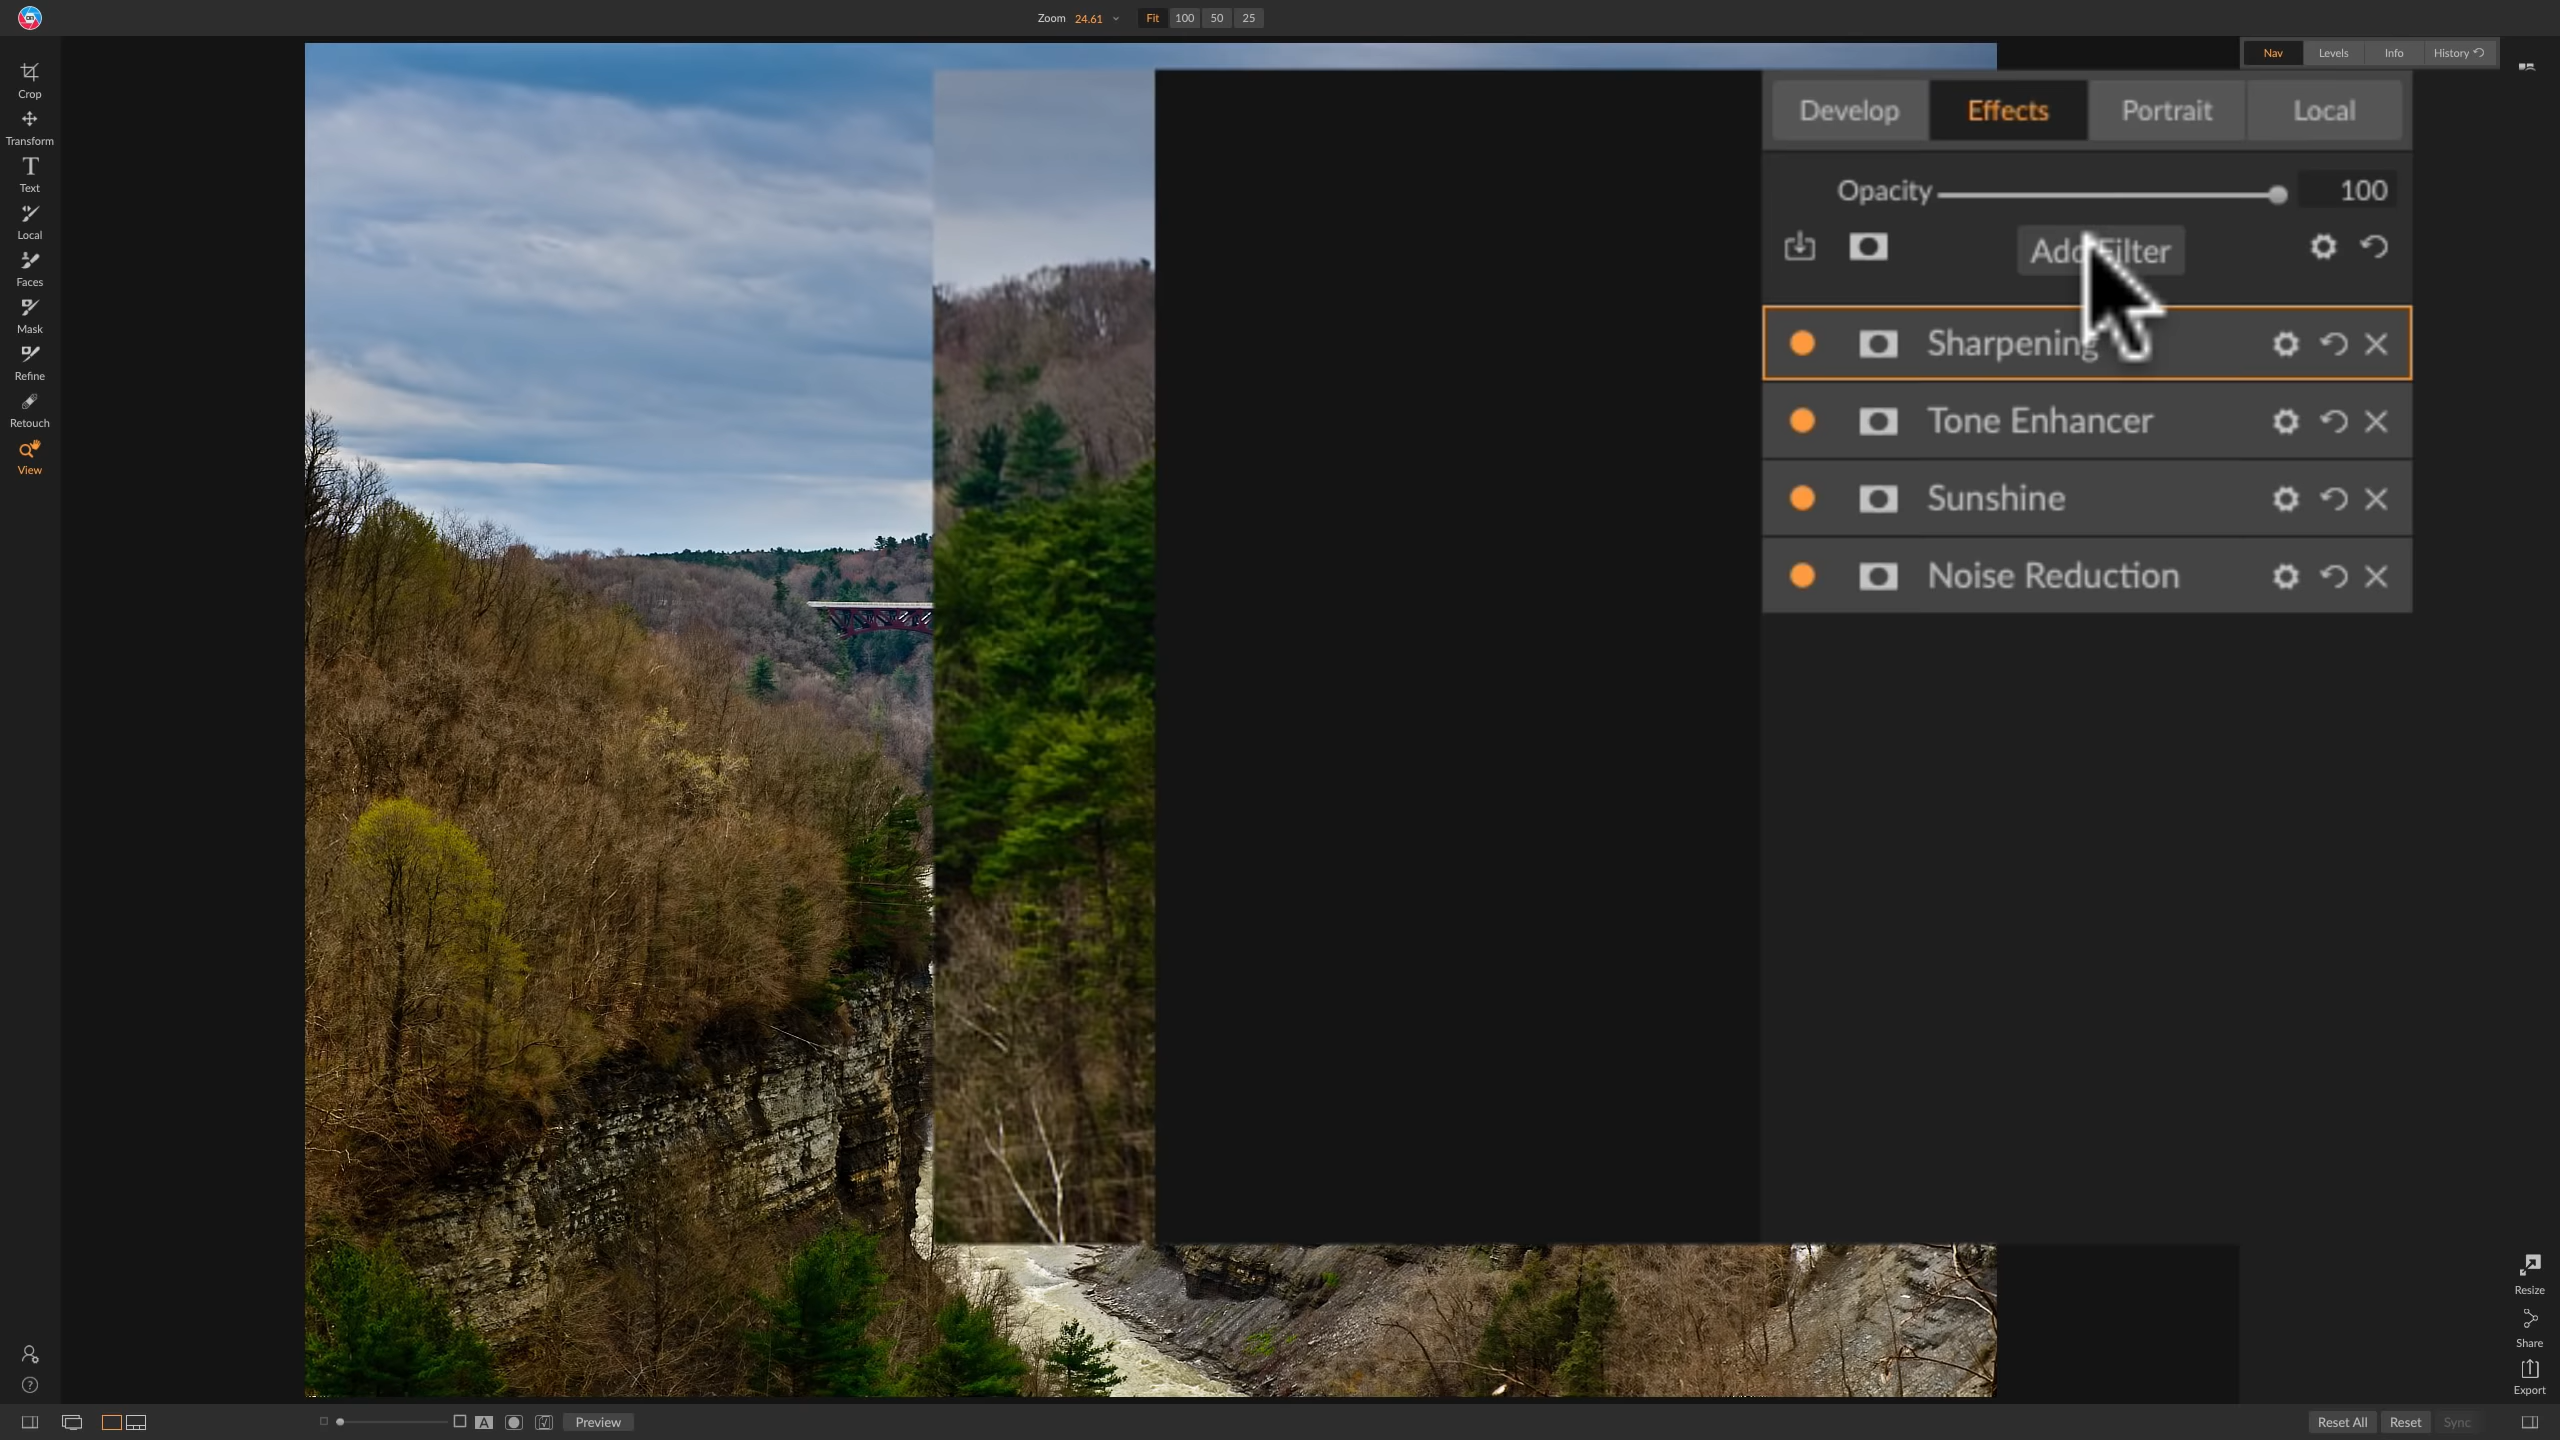 Zoom 24.61 Fit 100 50 25
Nav Levels Info History
Crop
Transform
T
Text
Local
Faces
Mask
Refine
Retouch
View
Develop Effects Portrait Local
Opacity 100
Add Filter
Sharpening
Tone Enhancer
Sunshine
Noise Reduction
Resize
Share
Export
?
A Preview Reset All Reset Sync